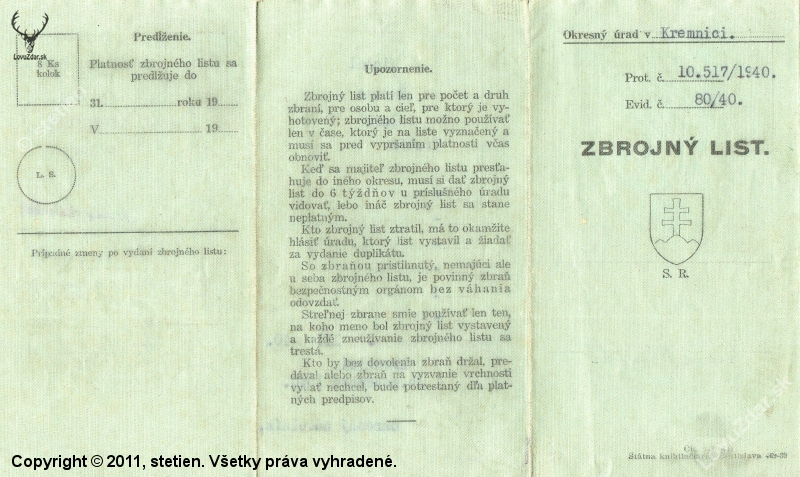 LovuZdar.sk
8 Ks
kolok
Predĺženie.
Platnosť zbrojného listu sa
predlžuje do
31. roku 19
V 19
L. S.
Prípadné zmeny po vydaní zbrojného listu:
Upozornenie.
Zbrojný list platí len pre počet a druh
zbraní, pre osobu a cieľ, pre ktorý je vy-
hotovený; zbrojného listu možno používať
len v čase, ktorý je na liste vyznačený a
musí sa pred vypršaním platnosti včas
obnoviť.
Keď sa majiteľ zbrojného listu presťa-
huje do iného okresu, musí si dať zbrojný
list do 6 týždňov u príslušného úradu
vidovať, lebo ináč zbrojný list sa stane
neplatným.
Kto zbrojný list ztratil, má to okamžite
hlásiť úradu, ktorý list vystavil a žiadať
za vydanie duplikátu.
So zbraňou pristihnutý, nemajúci ale
u seba zbrojného listu, je povinný zbraň
bezpečnostným orgánom bez váhania
odovzdať.
Streľnej zbrane smie používať len ten,
na koho meno bol zbrojný list vystavený
a každé zneužívanie zbrojného listu sa
trestá.
Kto by bez dovolenia zbraň držal, pre-
dával alebo zbraň na vyzvanie vrchnosti
vydať nechcel, bude potrestaný dľa plat-
ných predpisov.
Okresný úrad v Kremnici.
Prot. č. 10.517/1940.
Evid. č. 80/40.
ZBROJNÝ LIST.
S. R.
Štátna
Copyright © 2011, stetien. Všetky práva vyhradené.